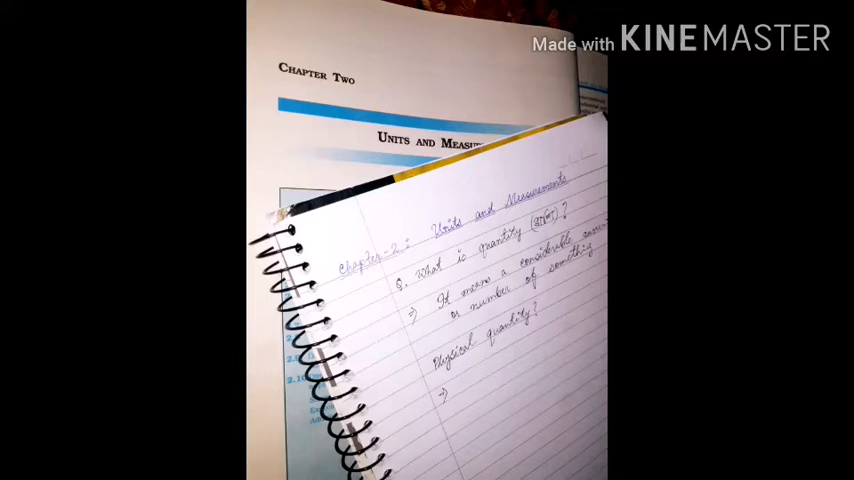 Made with KINEMASTER
CHAPTER TWO
UNITS AND
Chapter-2: Units and Measurements
Q. What is quantity (राशि)?
⇒ It means a considerable
or number of something
Physical quantity?
⇒